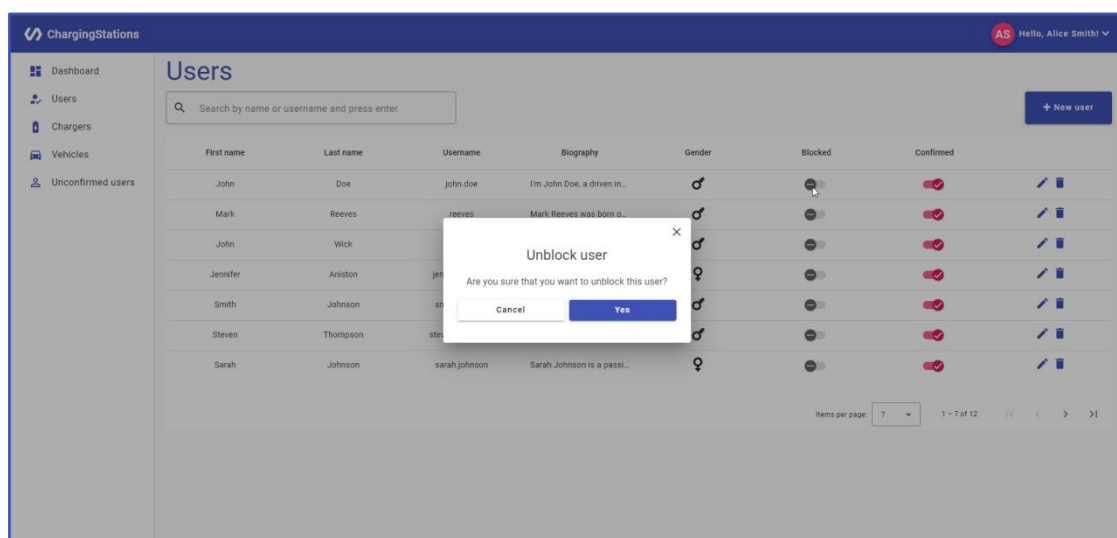 ChargingStations
AS Hello, Alice Smith!
Dashboard
Users
Chargers
Vehicles
Unconfirmed users
Users
Search by name or username and press enter
+ New user
First name Last name Username Biography Gender Blocked Confirmed
John Doe john.doe I'm John Doe, a driven in...
Mark Reeves reeves Mark Reeves was born o...
John Wick
Jennifer Aniston jen
Smith Johnson
Steven Thompson
Sarah Johnson sarah.johnson Sarah Johnson is a passi...
Unblock user
Are you sure that you want to unblock this user?
Cancel Yes
Items per page: 7 1 – 7 of 12